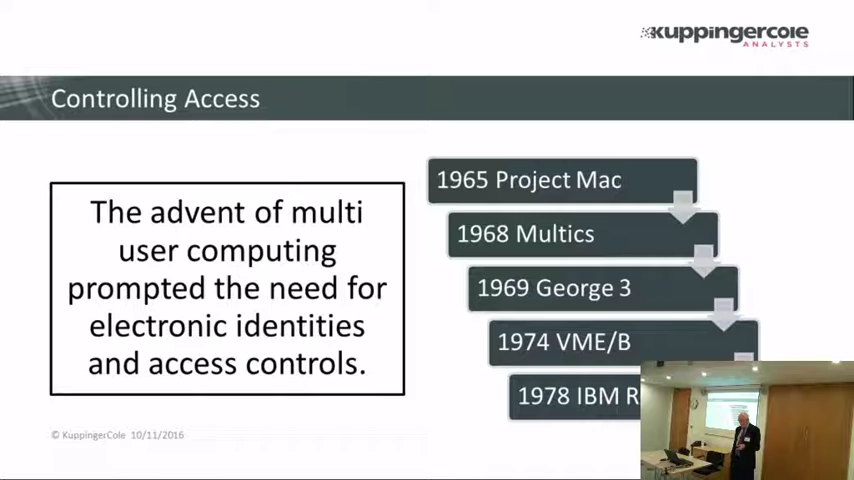 kuppingercole
ANALYSTS
Controlling Access
The advent of multi
user computing
prompted the need for
electronic identities
and access controls.
1965 Project Mac
1968 Multics
1969 George 3
1974 VME/B
1978 IBM R
© KuppingerCole 10/11/2016